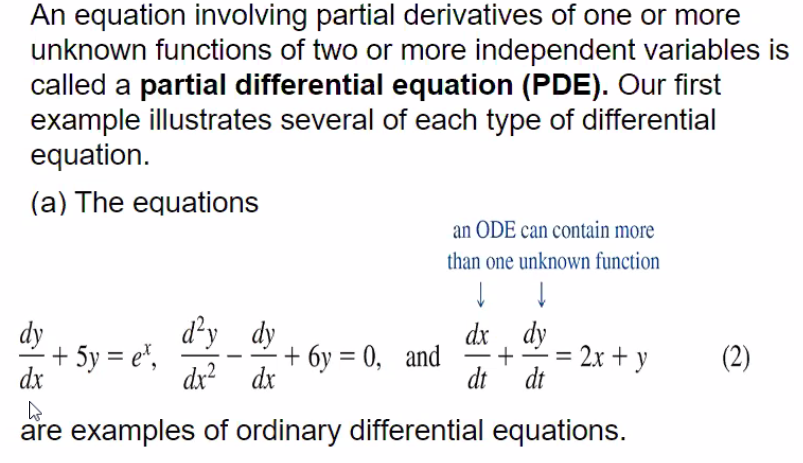 An equation involving partial derivatives of one or more
unknown functions of two or more independent variables is
called a partial differential equation (PDE). Our first
example illustrates several of each type of differential
equation.
(a) The equations
an ODE can contain more
than one unknown function
↓ ↓
dy/dx + 5y = eˣ, d²y/dx² − dy/dx + 6y = 0, and dx/dt + dy/dt = 2x + y (2)
are examples of ordinary differential equations.